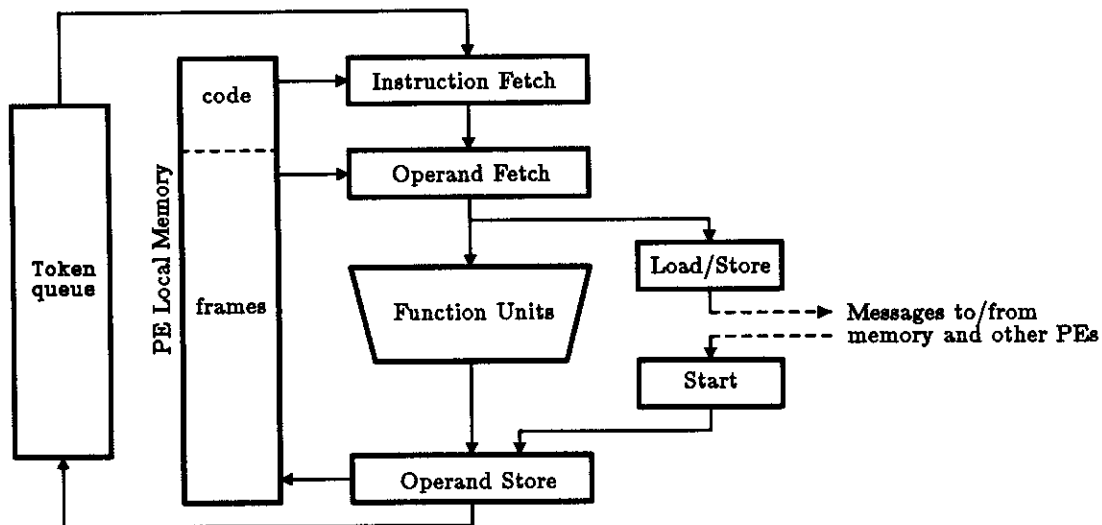 Instruction Fetch
code
Operand Fetch
PE Local Memory
Token
queue
Load/Store
frames
Function Units
Messages to/from
memory and other PEs
Start
Operand Store